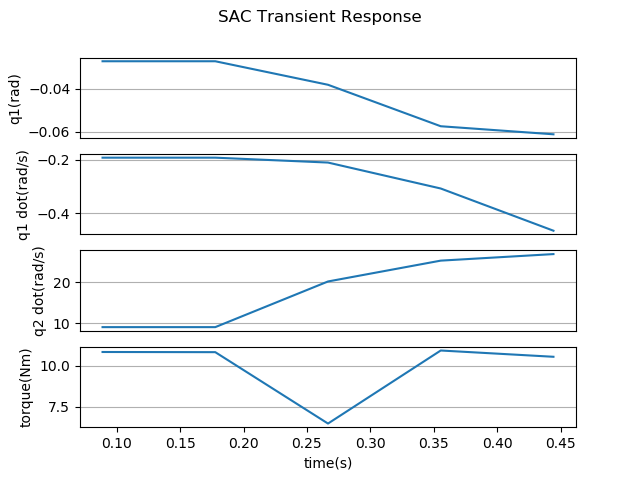 SAC Transient Response
q1(rad)
−0.04
−0.06
q1 dot(rad/s)
−0.2
−0.4
q2 dot(rad/s)
20
10
torque(Nm)
10.0
7.5
0.10 0.15 0.20 0.25 0.30 0.35 0.40 0.45
time(s)